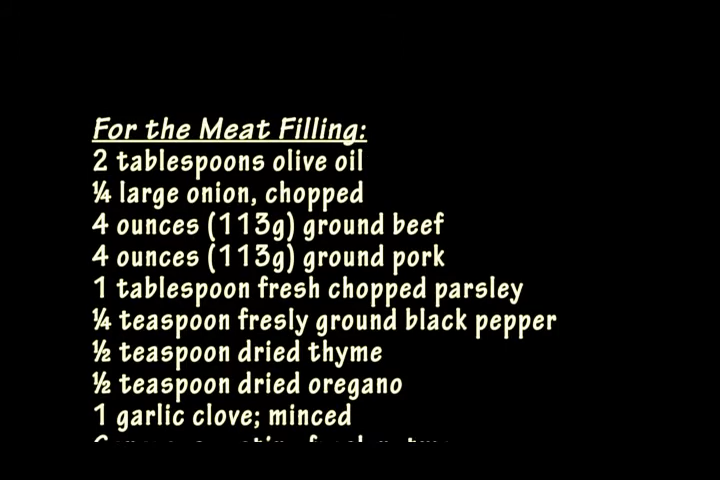 For the Meat Filling:
2 tablespoons olive oil
¼ large onion, chopped
4 ounces (113g) ground beef
4 ounces (113g) ground pork
1 tablespoon fresh chopped parsley
¼ teaspoon fresly ground black pepper
½ teaspoon dried thyme
½ teaspoon dried oregano
1 garlic clove; minced